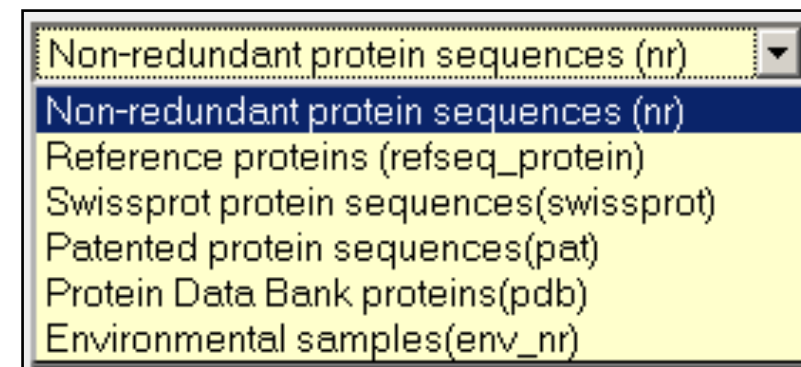 Non-redundant protein sequences (nr)
Non-redundant protein sequences (nr)
Reference proteins (refseq_protein)
Swissprot protein sequences(swissprot)
Patented protein sequences(pat)
Protein Data Bank proteins(pdb)
Environmental samples(env_nr)